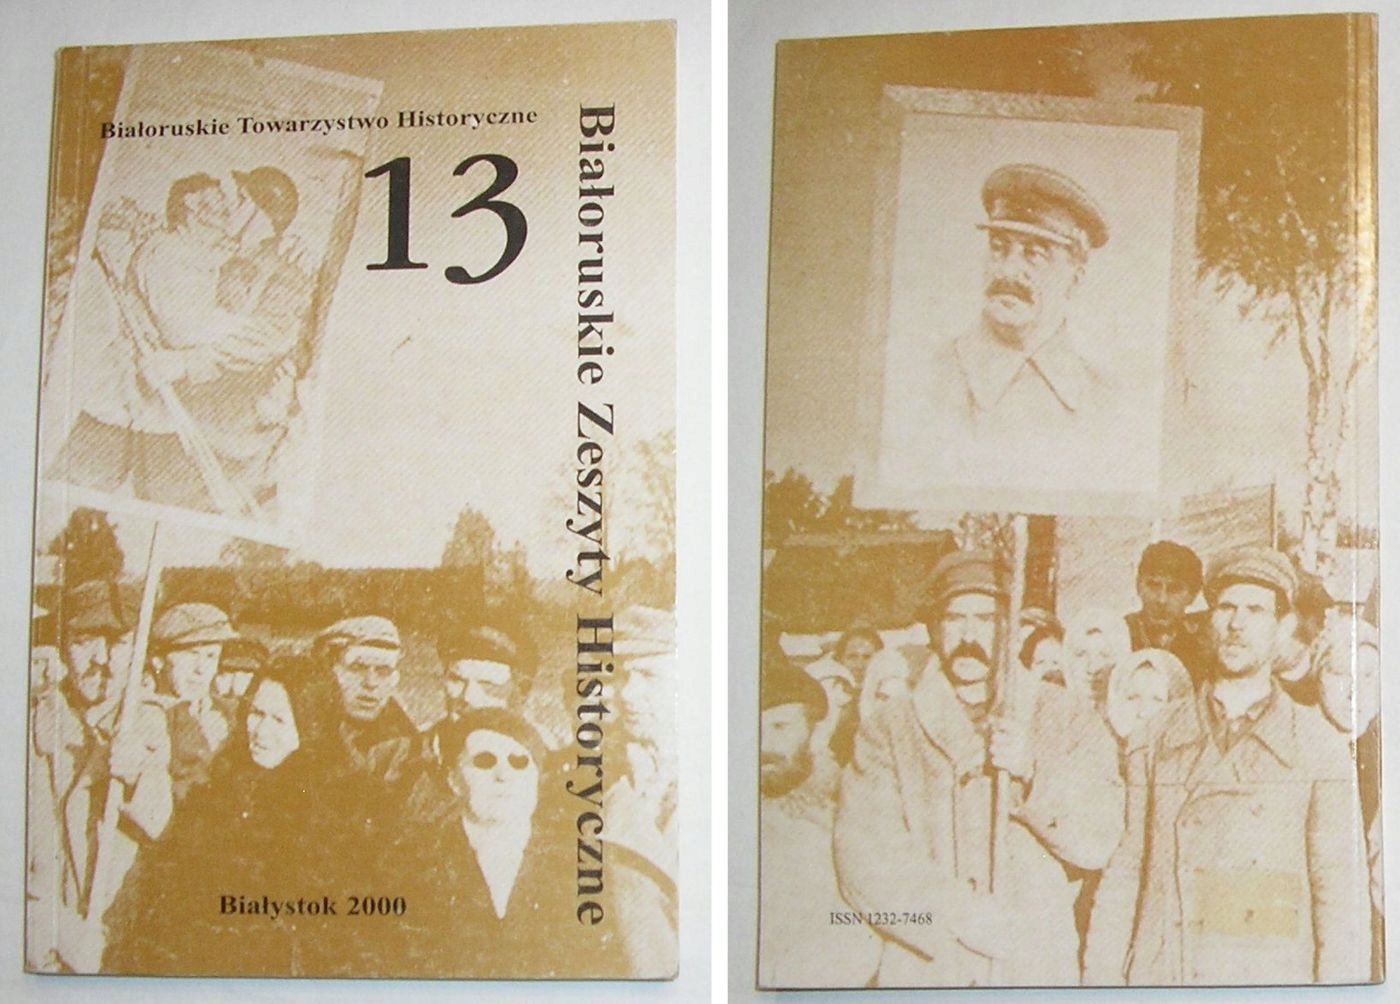 Białoruskie Towarzystwo Historyczne
13
Białoruskie Zeszyty Historyczne
Białystok 2000
ISSN 1232-7468